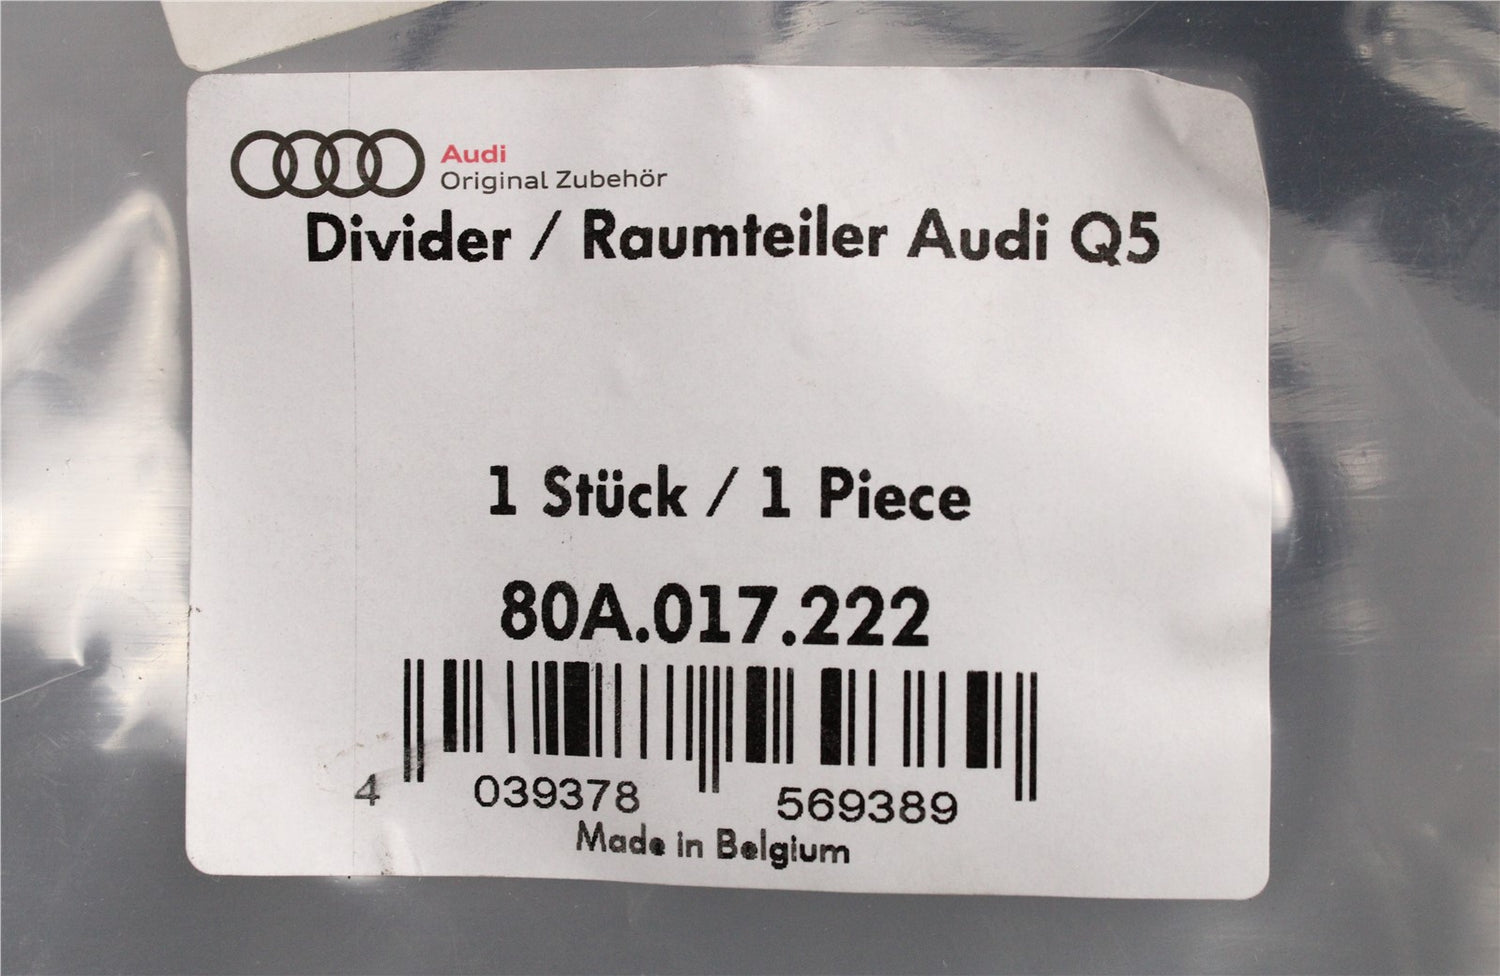 Audi
Original Zubehör
Divider / Raumteiler Audi Q5
1 Stück / 1 Piece
80A.017.222
4 039378 569389
Made in Belgium